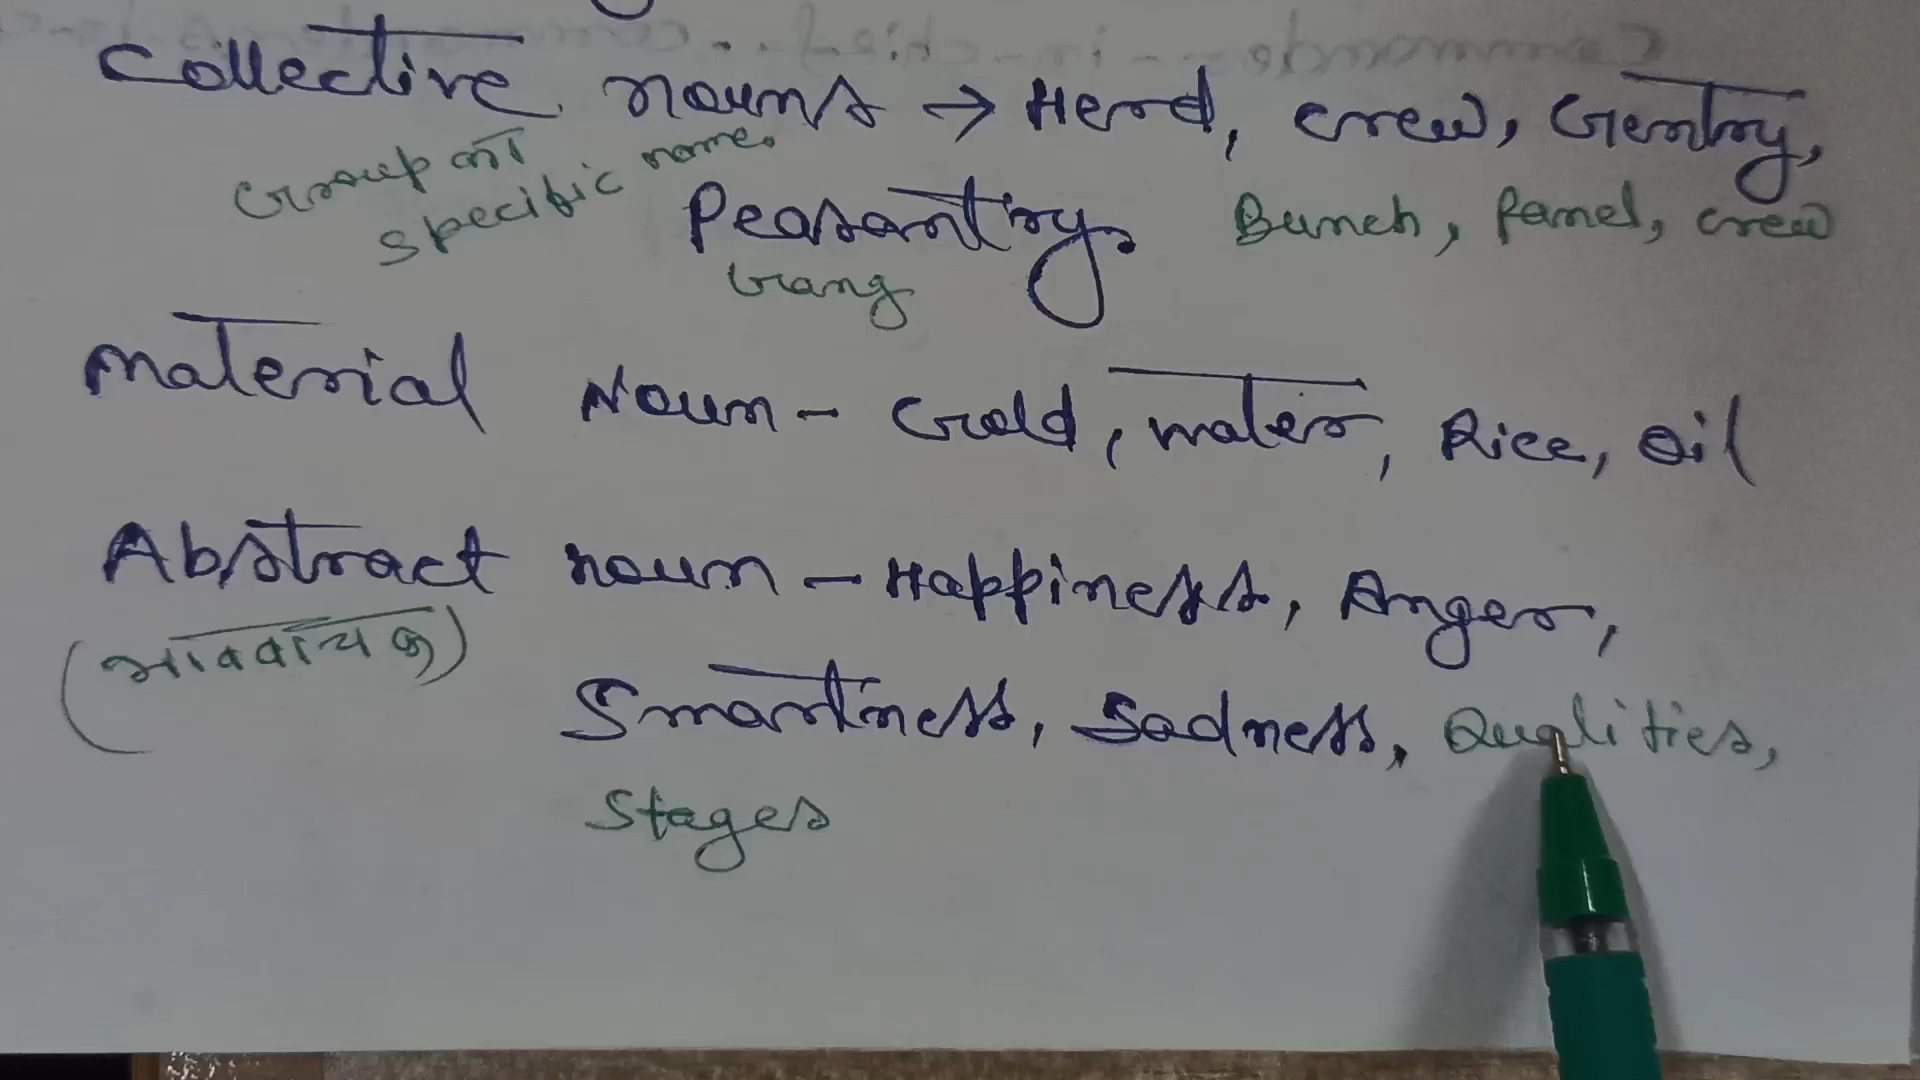 Collective nouns → Herd, crew, Gentry,
Group का specific name.
Peasantry. Bunch, Panel, crew
Gang
Material Noun - Gold, water, Rice, Oil
Abstract noun - Happiness, Anger,
(भाववाचक)
Smartness, Sadness, Qualities,
Stages